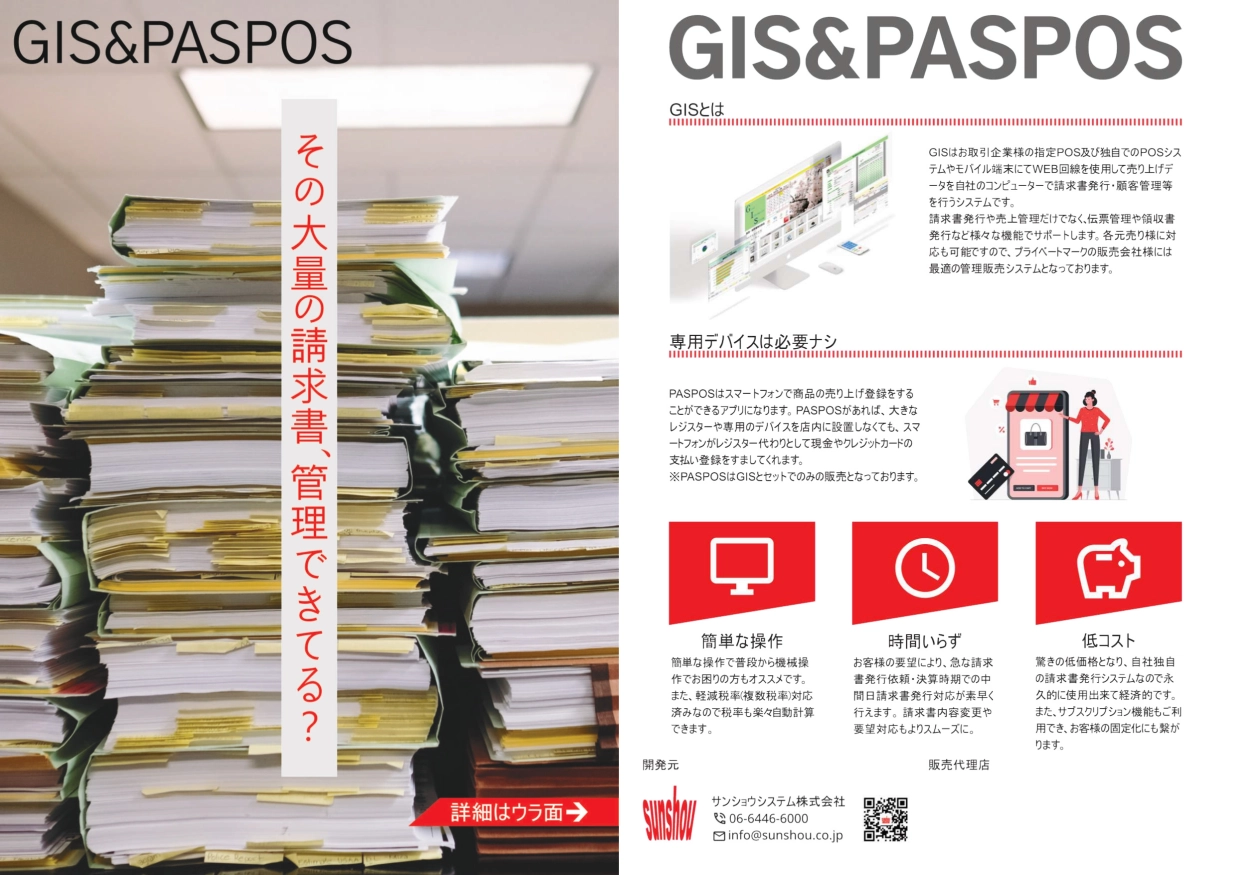 GIS&PASPOS
その大量の請求書、管理できてる？
詳細はウラ面
GIS&PASPOS
GISとは
GISはお取引企業様の指定POS及び独自でのPOSシス
テムやモバイル端末にてWEB回線を使用して売り上げデ
ータを自社のコンピューターで請求書発行・顧客管理等
を行うシステムです。
請求書発行や売上管理だけでなく、伝票管理や領収書
発行など様々な機能でサポートします。各元売り様に対
応も可能ですので、プライベートマークの販売会社様には
最適の管理販売システムとなっております。
専用デバイスは必要ナシ
PASPOSはスマートフォンで商品の売り上げ登録をする
ことができるアプリになります。PASPOSがあれば、大きな
レジスターや専用のデバイスを店内に設置しなくても、スマ
ートフォンがレジスター代わりとして現金やクレジットカードの
支払い登録をすましてくれます。
※PASPOSはGISとセットでのみの販売となっております。
簡単な操作
簡単な操作で普段から機械操
作でお困りの方もオススメです。
また、軽減税率(複数税率)対応
済みなので税率も楽々自動計算
できます。
時間いらず
お客様の要望により、急な請求
書発行依頼・決算時期での中
間日請求書発行対応が素早く
行えます。請求書内容変更や
要望対応もよりスムーズに。
低コスト
驚きの低価格となり、自社独自
の請求書発行システムなので永
久的に使用出来て経済的です。
また、サブスクリプション機能もご利
用でき、お客様の固定化にも繋が
ります。
開発元
販売代理店
sunshou
サンショウシステム株式会社
06-6446-6000
info@sunshou.co.jp